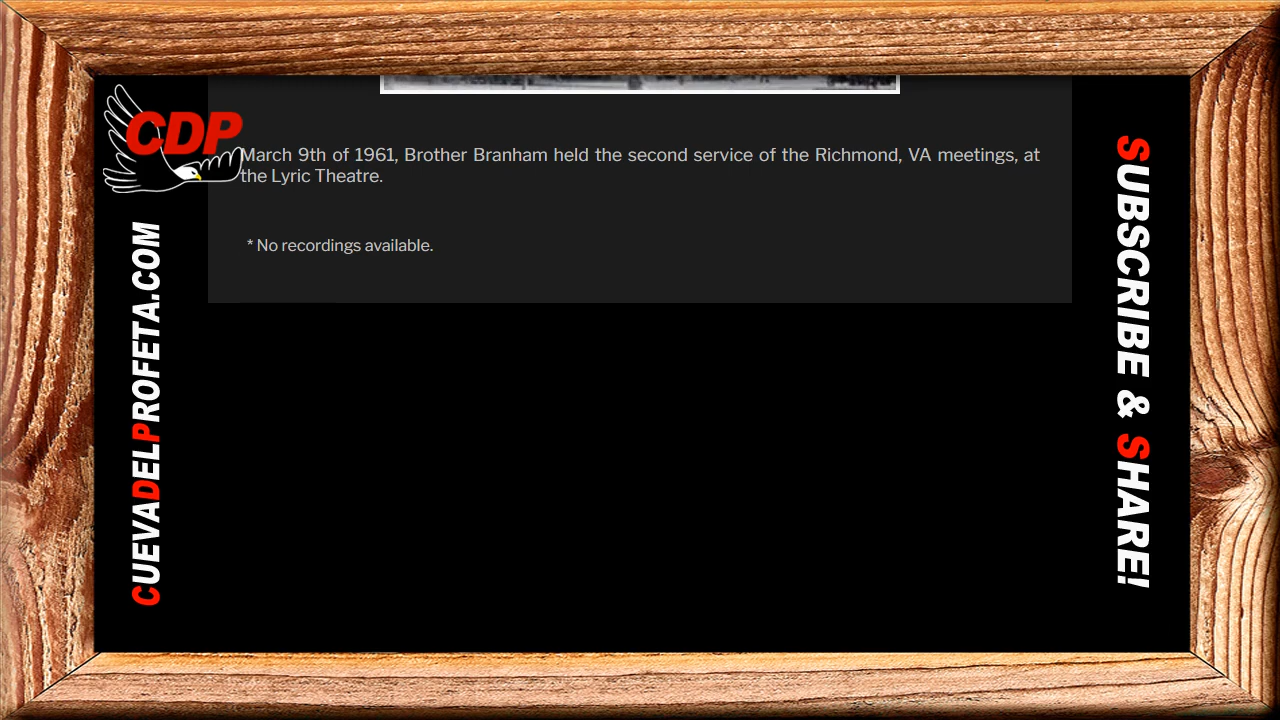 CDP
March 9th of 1961, Brother Branham held the second service of the Richmond, VA meetings, at
the Lyric Theatre.
* No recordings available.
CUEVADELPROFETA.COM
SUBSCRIBE & SHARE!